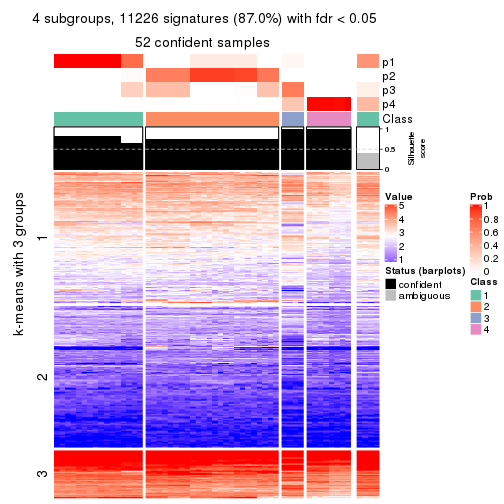 4 subgroups, 11226 signatures (87.0%) with fdr < 0.05
52 confident samples
p1
p2
p3
p4
Class
1
0.5
0
Silhouette
score
k-means with 3 groups
1
2
3
Value
5
4
3
2
1
Status (barplots)
confident
ambiguous
Prob
1
0.8
0.6
0.4
0.2
0
Class
1
2
3
4